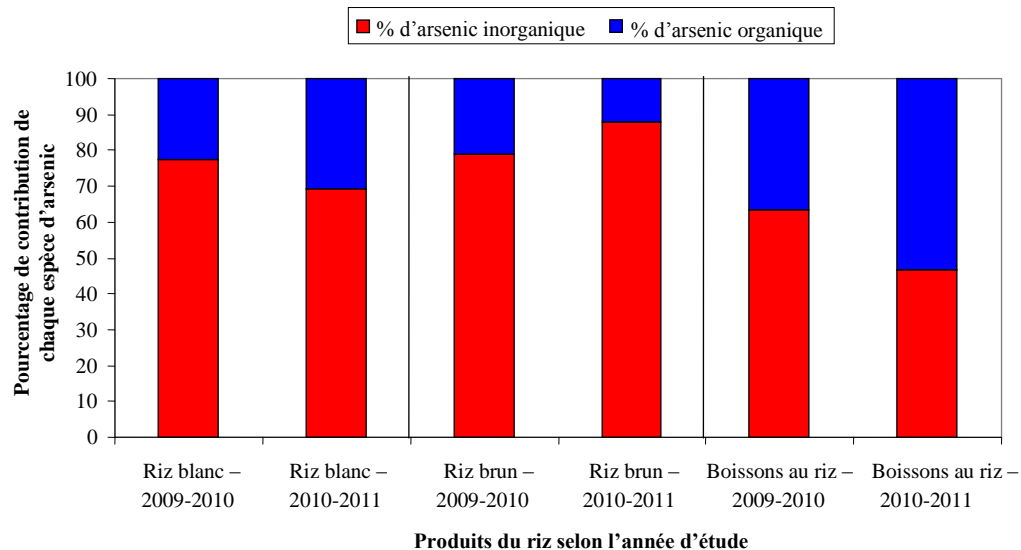 % d'arsenic inorganique % d'arsenic organique
Pourcentage de contribution de
chaque espèce d'arsenic
100
90
80
70
60
50
40
30
20
10
0
Riz blanc –
2009-2010
Riz blanc –
2010-2011
Riz brun –
2009-2010
Riz brun –
2010-2011
Boissons au riz –
2009-2010
Boissons au riz –
2010-2011
Produits du riz selon l'année d'étude